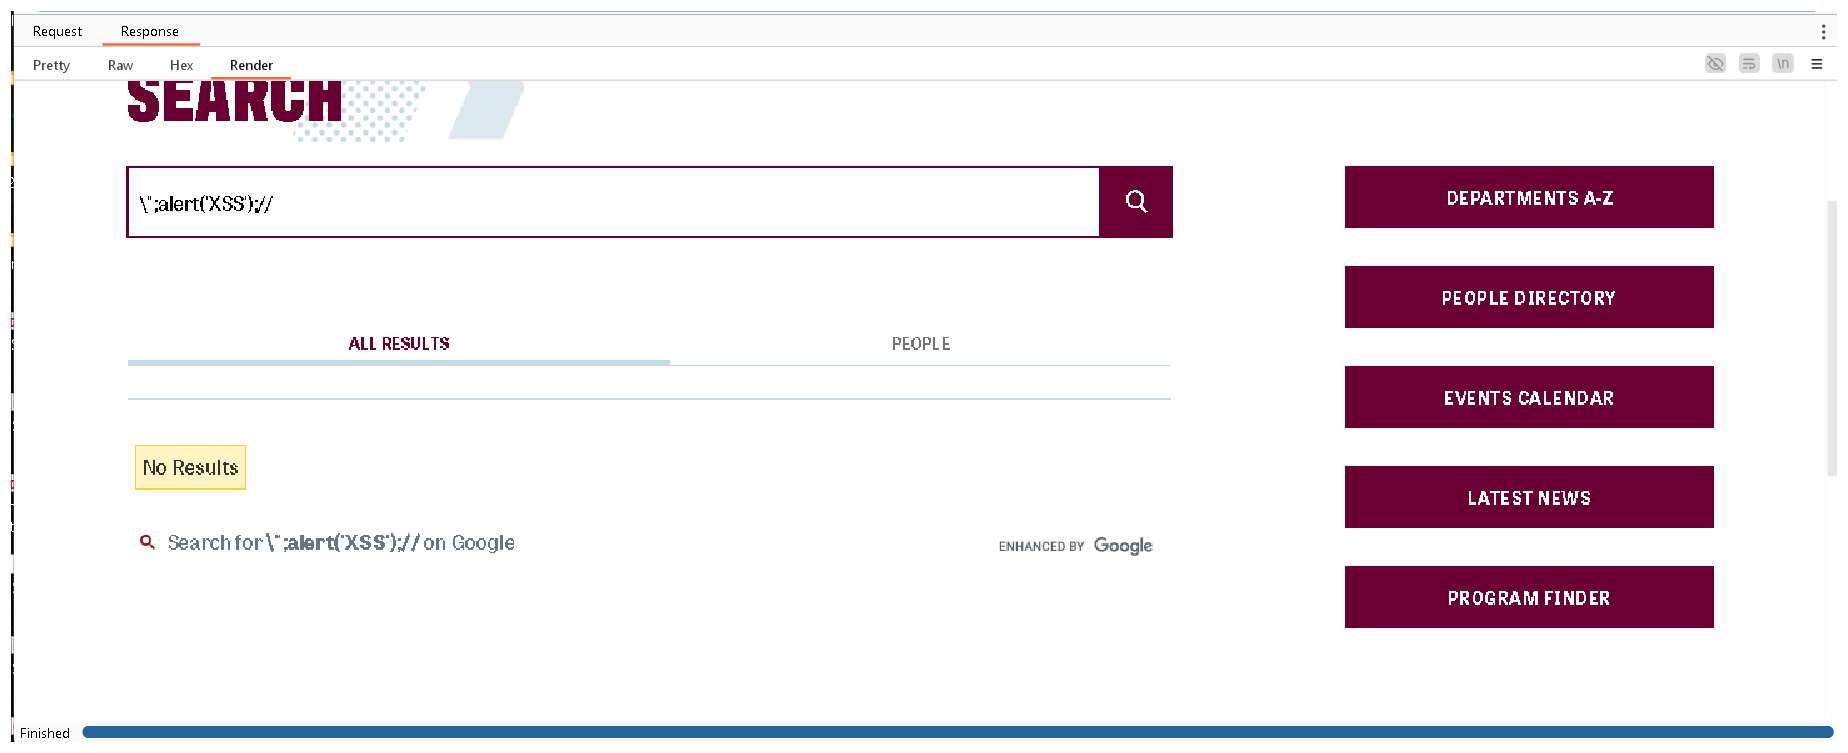 Request Response
Pretty Raw Hex Render
\n
SEARCH
\";alert('XSS');//
DEPARTMENTS A-Z
PEOPLE DIRECTORY
ALL RESULTS PEOPLE
EVENTS CALENDAR
No Results
LATEST NEWS
Search for \";alert('XSS');// on Google
ENHANCED BY Google
PROGRAM FINDER
Finished